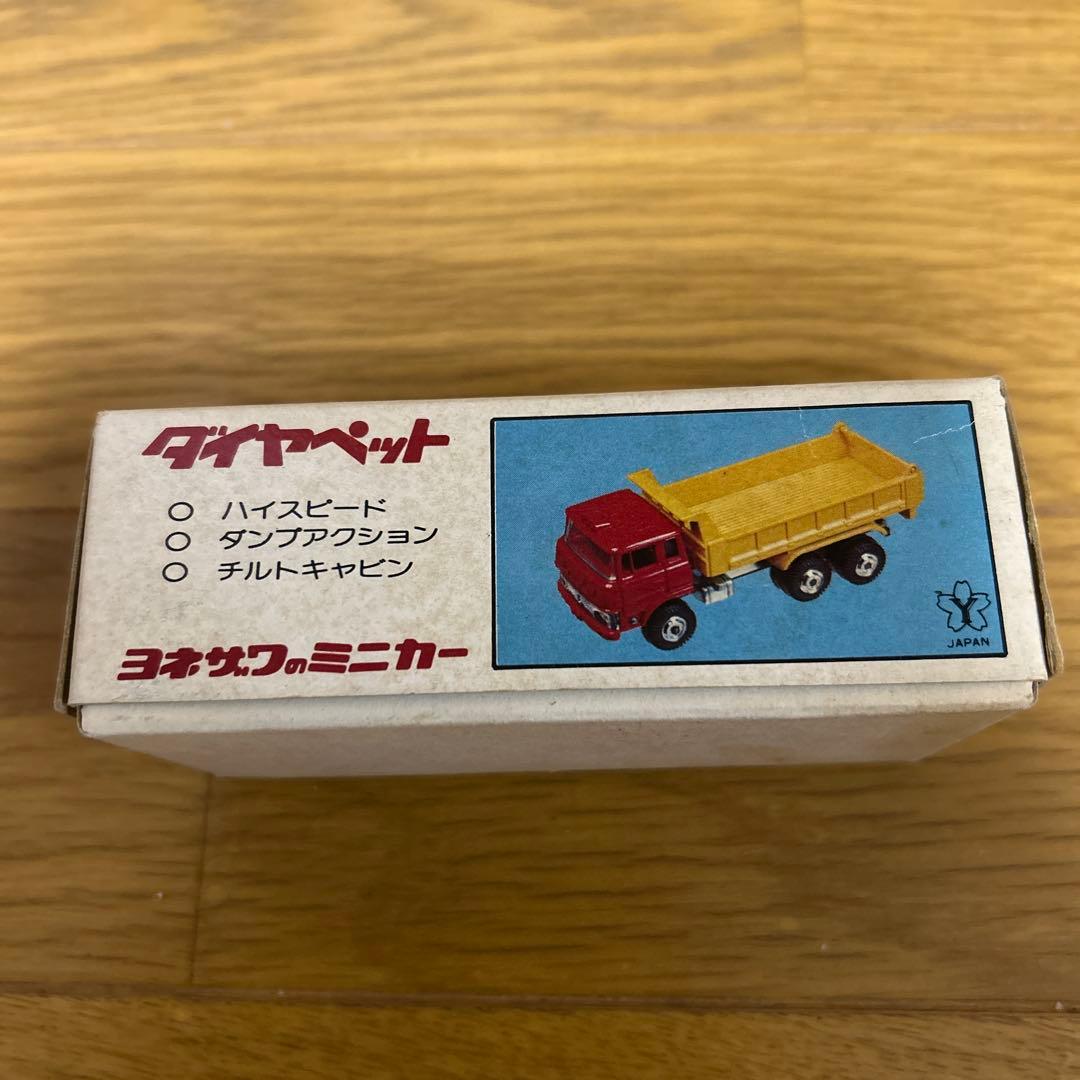 ダイヤペット
○ ハイスピード
○ ダンプアクション
○ チルトキャビン
ヨネザワのミニカー
Y
JAPAN